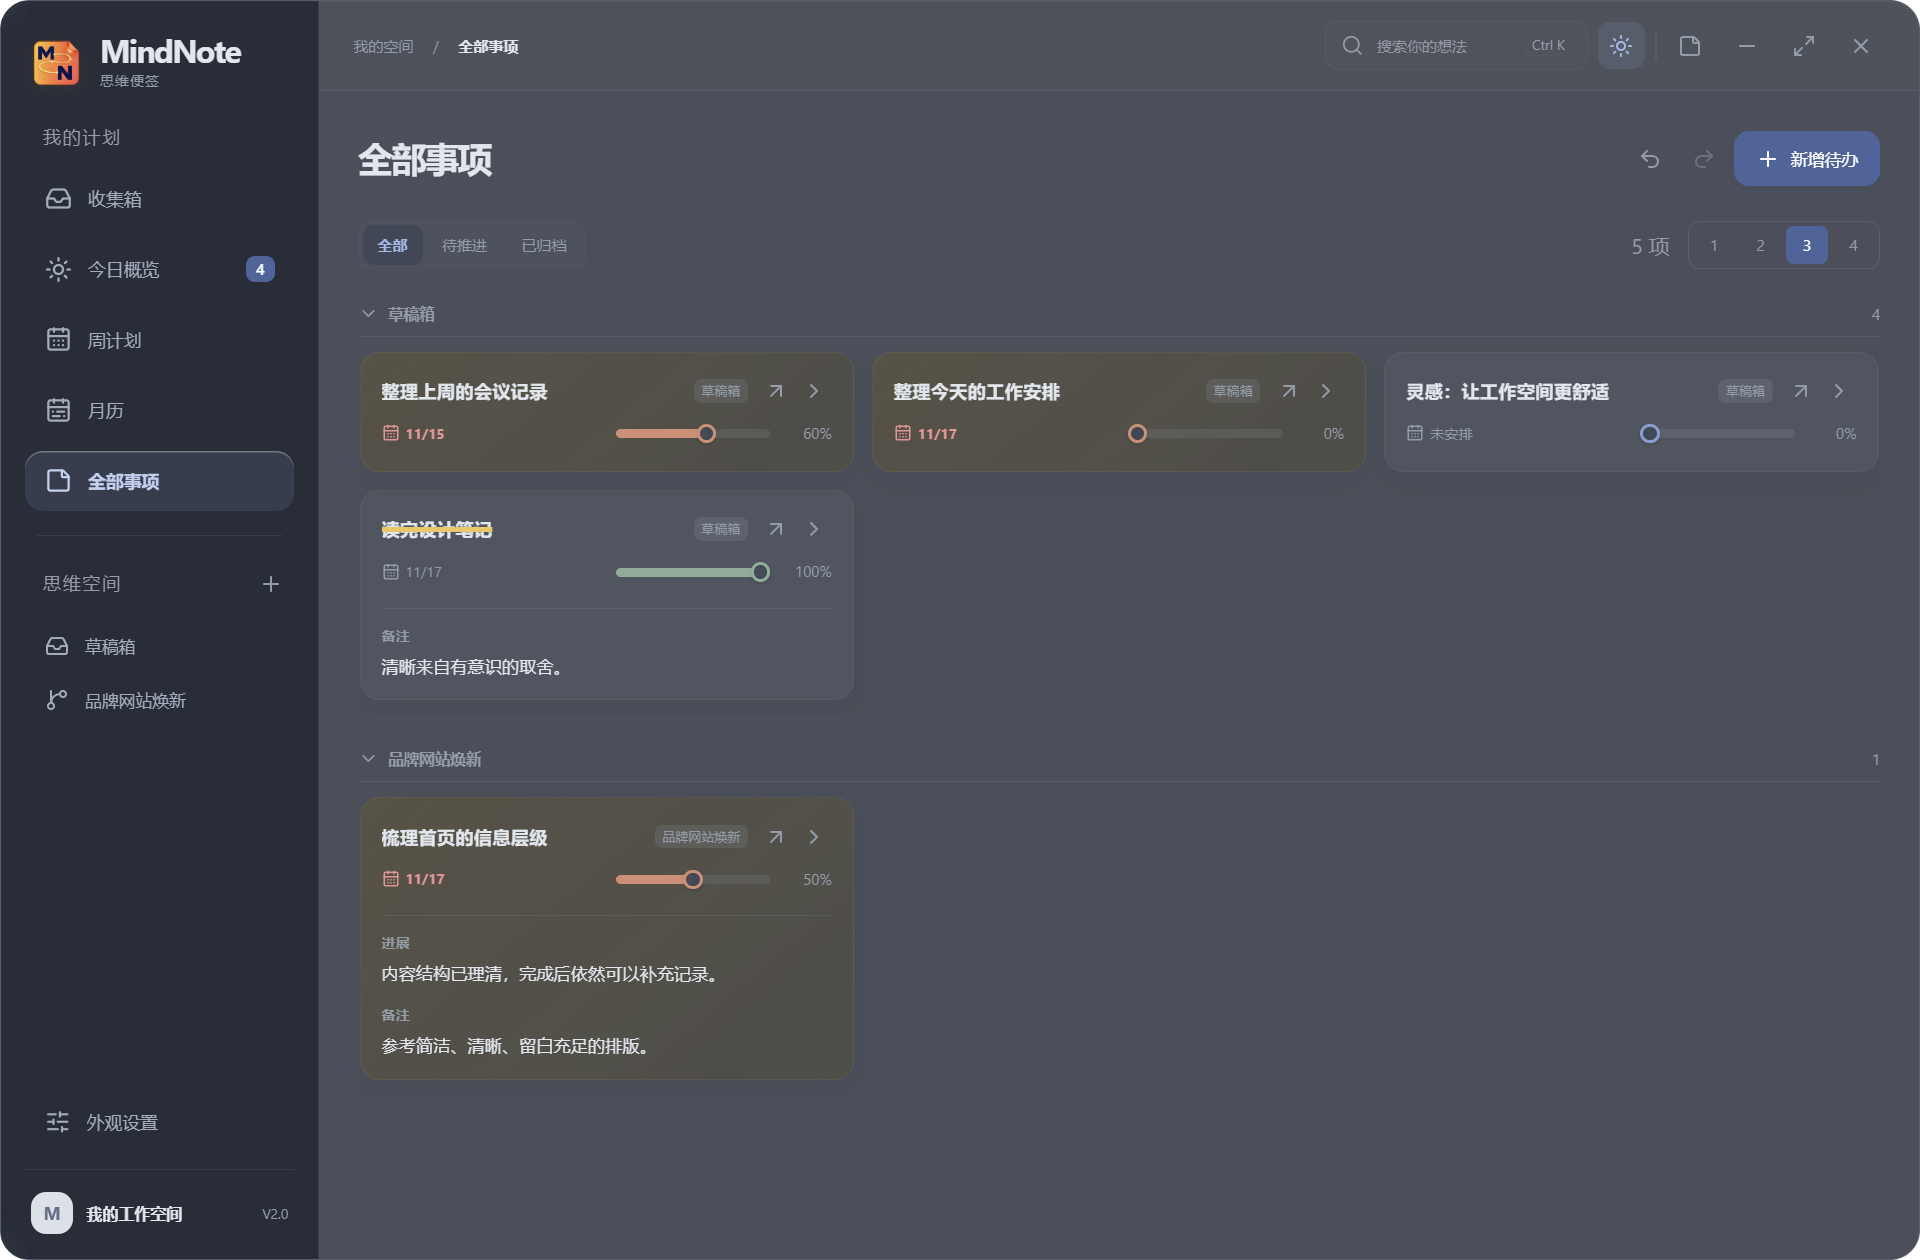 MindNote
思维便签
我的计划
收集箱
今日概览 4
周计划
月历
全部事项
思维空间
草稿箱
品牌网站焕新
外观设置
M 我的工作空间 V2.0
我的空间 / 全部事项
搜索你的想法 Ctrl K
全部事项
新增待办
全部 待推进 已归档
5 项 1 2 3 4
草稿箱 4
整理上周的会议记录 草稿箱
11/15 60%
整理今天的工作安排 草稿箱
11/17 0%
灵感：让工作空间更舒适 草稿箱
未安排 0%
读完设计笔记 草稿箱
11/17 100%
备注
清晰来自有意识的取舍。
品牌网站焕新 1
梳理首页的信息层级 品牌网站焕新
11/17 50%
进展
内容结构已理清，完成后依然可以补充记录。
备注
参考简洁、清晰、留白充足的排版。